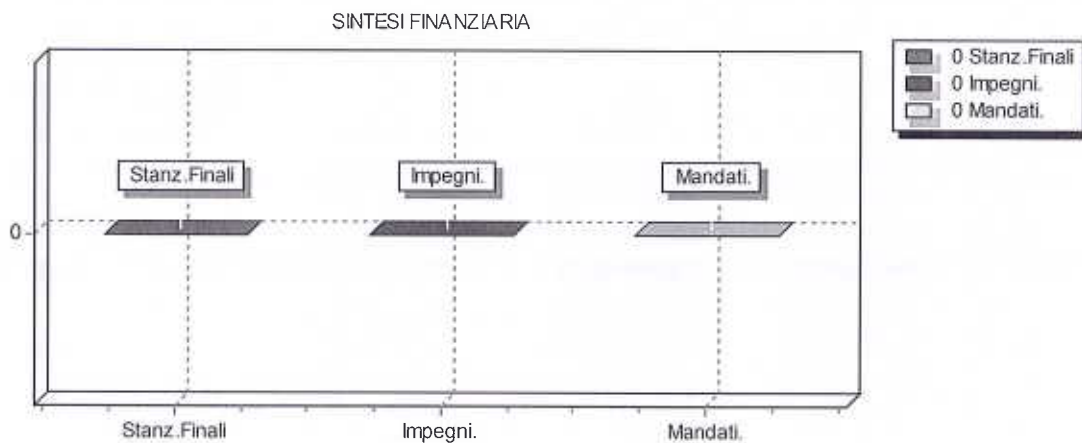 SINTESI FINANZIARIA
0 Stanz.Finali
0 Impegni.
0 Mandati.
Stanz.Finali
Impegni.
Mandati.
0
Stanz.Finali
Impegni.
Mandati.